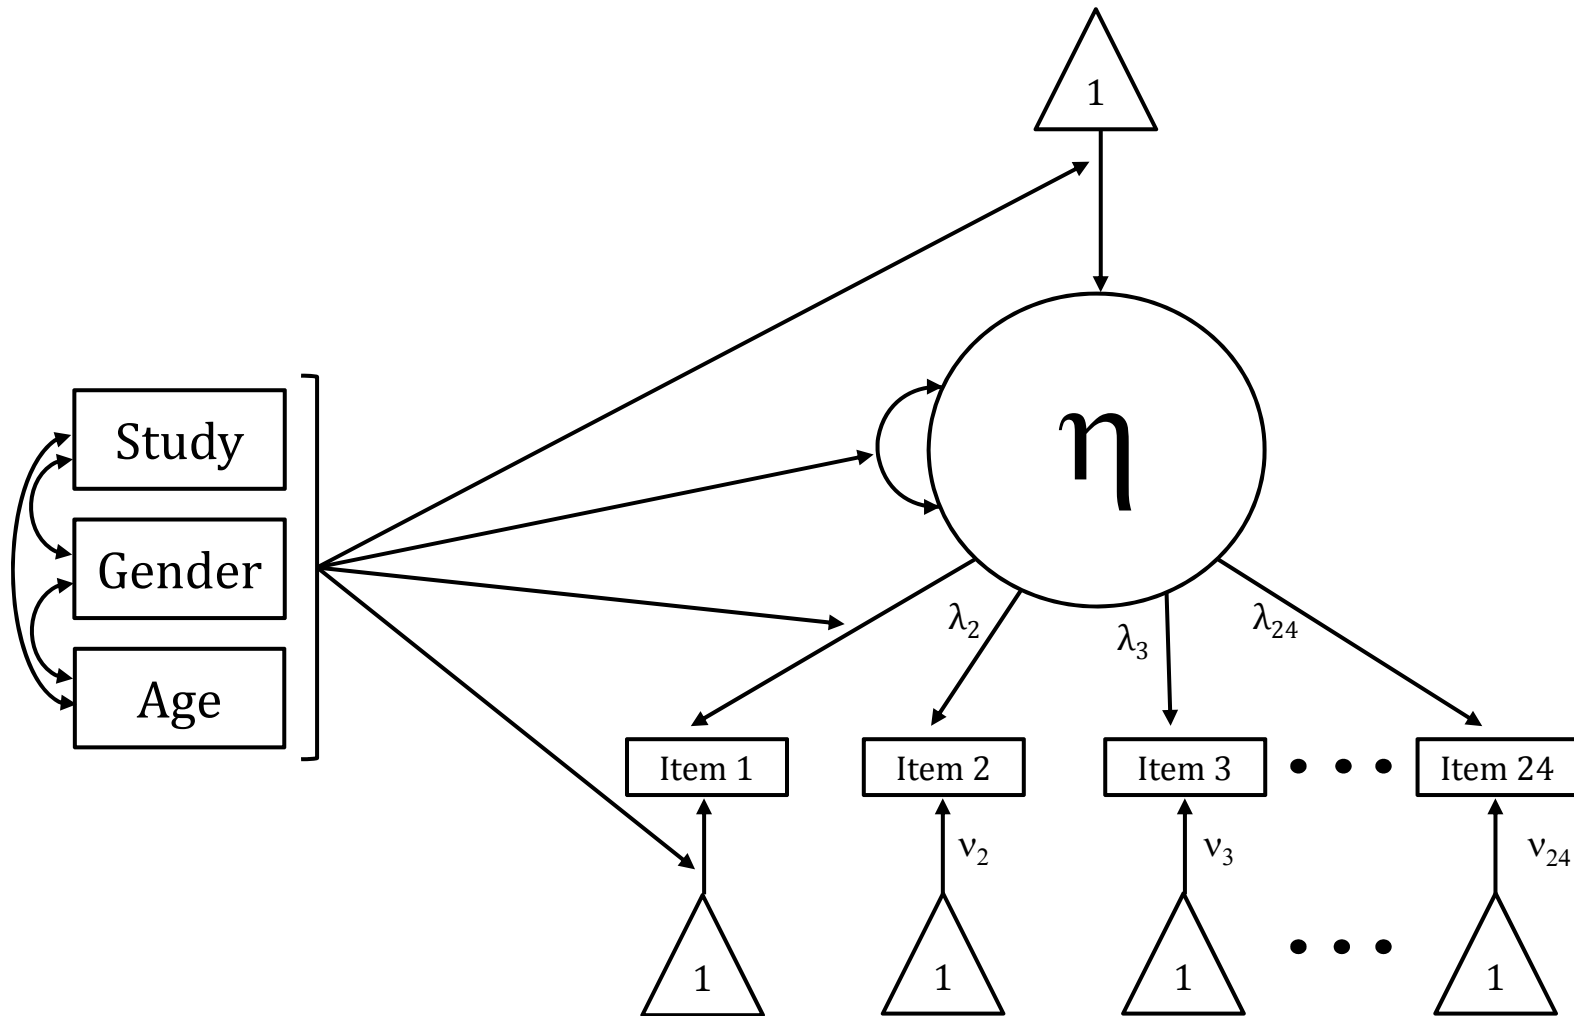 1
η
Study
Gender
Age
λ₂
λ₃
λ₂₄
Item 1
Item 2
Item 3
Item 24
ν₂
ν₃
ν₂₄
1
1
1
1